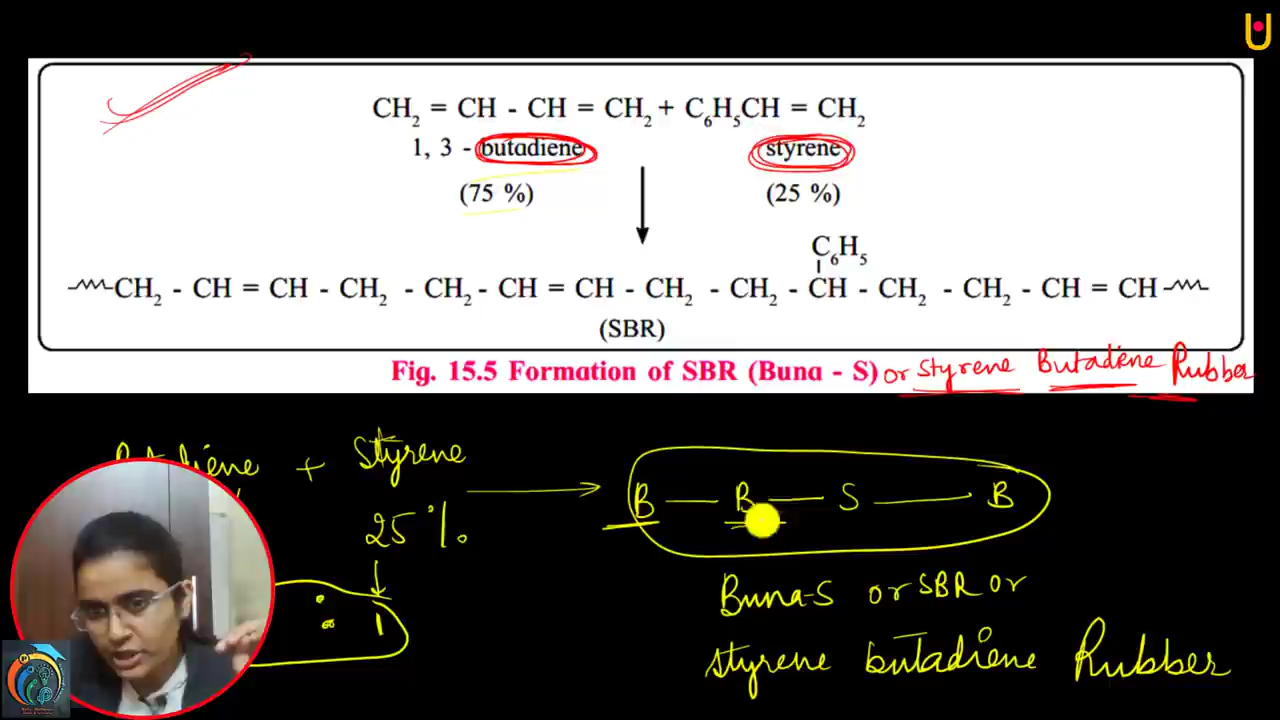 CH₂ = CH - CH = CH₂ + C₆H₅CH = CH₂
1, 3 - butadiene styrene
(75 %) (25 %)
C₆H₅
CH₂ - CH = CH - CH₂ - CH₂ - CH = CH - CH₂ - CH₂ - CH - CH₂ - CH₂ - CH = CH
(SBR)
Fig. 15.5 Formation of SBR (Buna - S) or Styrene Butadiene Rubber
+ Styrene → B — B — S — B
25 %
Buna-S or SBR or
styrene butadiene Rubber